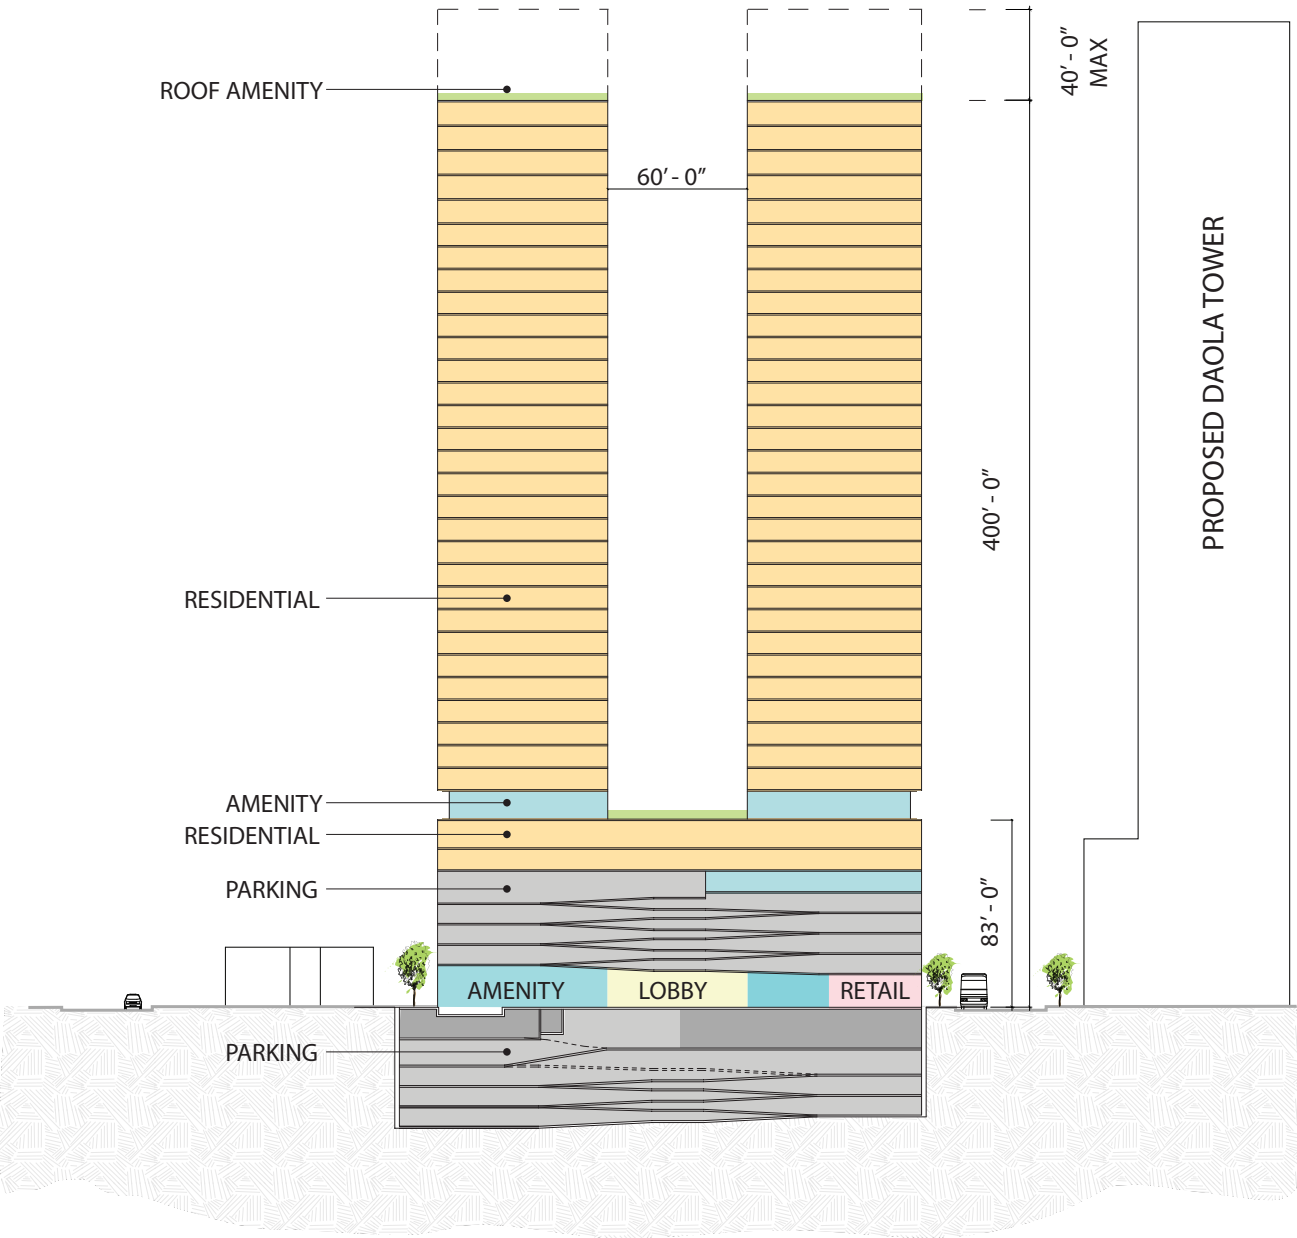 40' - 0"
MAX
ROOF AMENITY
60' - 0"
PROPOSED DAOLA TOWER
400' - 0"
RESIDENTIAL
AMENITY
RESIDENTIAL
PARKING
83' - 0"
AMENITY
LOBBY
RETAIL
PARKING